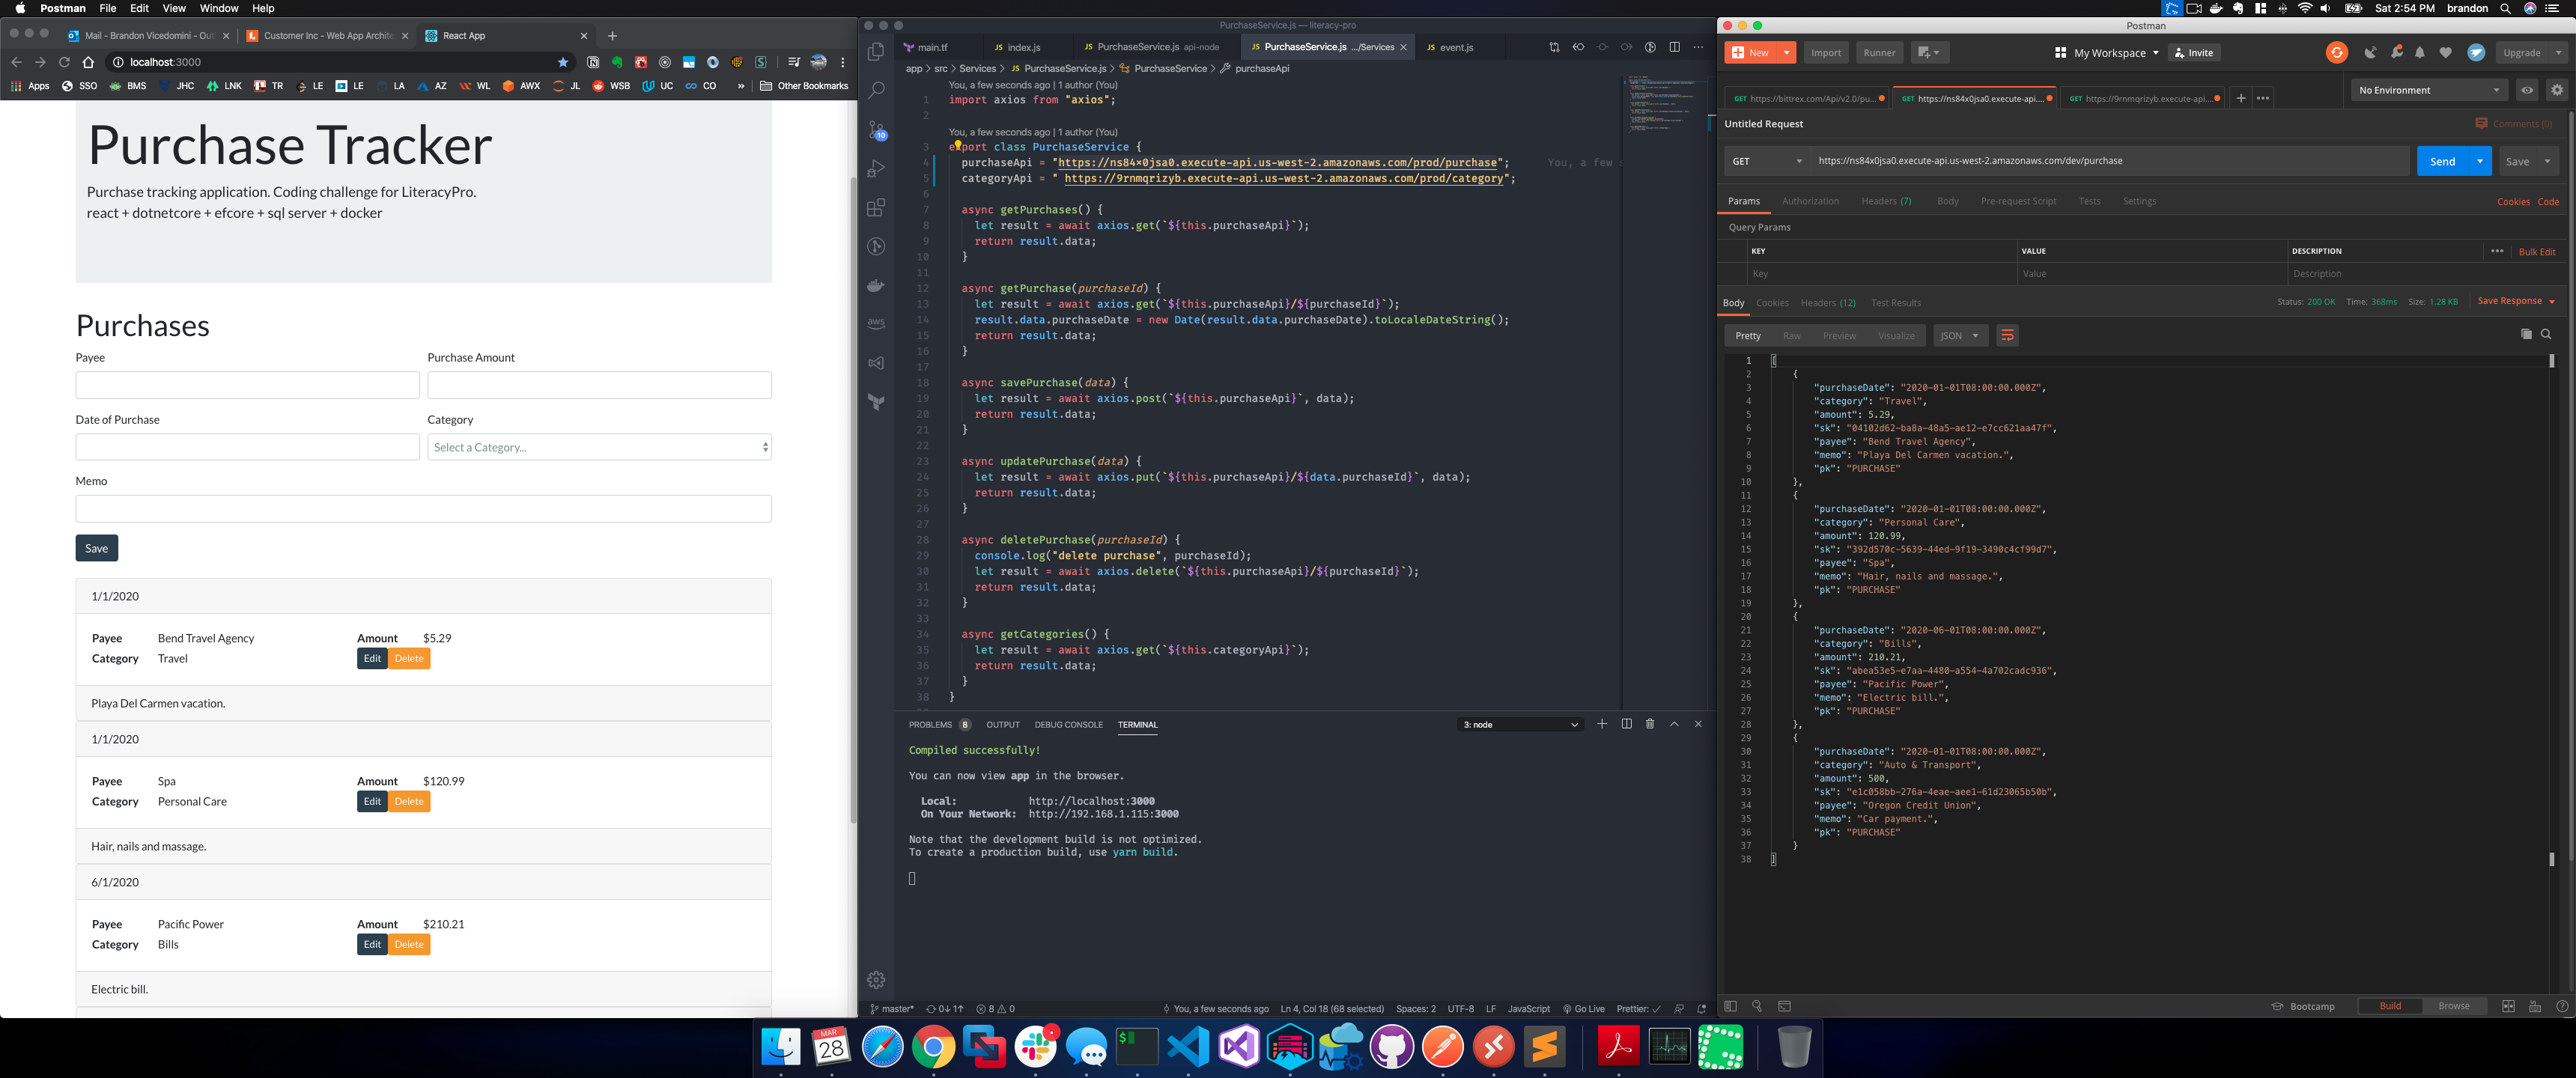 Postman File Edit View Window Help
Sat 2:54 PM brandon
Mail - Brandon Vicedomini - Out
Customer Inc - Web App Archite
React App
localhost:3000
Apps SSO BMS JHC LNK TR LE LE LA AZ WL AWX JL WSB UC CO » Other Bookmarks
Purchase Tracker
Purchase tracking application. Coding challenge for LiteracyPro.
react + dotnetcore + efcore + sql server + docker
Purchases
Payee
Purchase Amount
Date of Purchase
Category
Select a Category...
Memo
Save
1/1/2020
Payee Bend Travel Agency Amount $5.29
Category Travel Edit Delete
Playa Del Carmen vacation.
1/1/2020
Payee Spa Amount $120.99
Category Personal Care Edit Delete
Hair, nails and massage.
6/1/2020
Payee Pacific Power Amount $210.21
Category Bills Edit Delete
Electric bill.
PurchaseService.js — literacy-pro
main.tf
JS index.js
JS PurchaseService.js api-node
JS PurchaseService.js .../Services
JS event.js
app > src > Services > JS PurchaseService.js > PurchaseService > purchaseApi
10
aws
You, a few seconds ago | 1 author (You)
1 import axios from "axios";
2
You, a few seconds ago | 1 author (You)
3 export class PurchaseService {
4 purchaseApi = "https://ns84x0jsa0.execute-api.us-west-2.amazonaws.com/prod/purchase"; You, a few s
5 categoryApi = " https://9rnmqrizyb.execute-api.us-west-2.amazonaws.com/prod/category";
6
7 async getPurchases() {
8 let result = await axios.get(`${this.purchaseApi}`);
9 return result.data;
10 }
11
12 async getPurchase(purchaseId) {
13 let result = await axios.get(`${this.purchaseApi}/${purchaseId}`);
14 result.data.purchaseDate = new Date(result.data.purchaseDate).toLocaleDateString();
15 return result.data;
16 }
17
18 async savePurchase(data) {
19 let result = await axios.post(`${this.purchaseApi}`, data);
20 return result.data;
21 }
22
23 async updatePurchase(data) {
24 let result = await axios.put(`${this.purchaseApi}/${data.purchaseId}`, data);
25 return result.data;
26 }
27
28 async deletePurchase(purchaseId) {
29 console.log("delete purchase", purchaseId);
30 let result = await axios.delete(`${this.purchaseApi}/${purchaseId}`);
31 return result.data;
32 }
33
34 async getCategories() {
35 let result = await axios.get(`${this.categoryApi}`);
36 return result.data;
37 }
38 }
PROBLEMS 8 OUTPUT DEBUG CONSOLE TERMINAL 3: node
Compiled successfully!
You can now view app in the browser.
Local: http://localhost:3000
On Your Network: http://192.168.1.115:3000
Note that the development build is not optimized.
To create a production build, use yarn build.
master* 0↓ 1↑ 8 0 You, a few seconds ago Ln 4, Col 18 (68 selected) Spaces: 2 UTF-8 LF JavaScript Go Live Prettier: ✓
Postman
New Import Runner My Workspace Invite Upgrade
GET https://bittrex.com/Api/v2.0/pu...
GET https://ns84x0jsa0.execute-api....
GET https://9rnmqrizyb.execute-api....
No Environment
Untitled Request
Comments (0)
GET https://ns84x0jsa0.execute-api.us-west-2.amazonaws.com/dev/purchase Send Save
Params Authorization Headers (7) Body Pre-request Script Tests Settings Cookies Code
Query Params
KEY VALUE DESCRIPTION Bulk Edit
Key Value Description
Body Cookies Headers (12) Test Results Status: 200 OK Time: 368ms Size: 1.28 KB Save Response
Pretty Raw Preview Visualize JSON
1 [
2 {
3 "purchaseDate": "2020-01-01T08:00:00.000Z",
4 "category": "Travel",
5 "amount": 5.29,
6 "sk": "04102d62-ba8a-48a5-ae12-e7cc621aa47f",
7 "payee": "Bend Travel Agency",
8 "memo": "Playa Del Carmen vacation.",
9 "pk": "PURCHASE"
10 },
11 {
12 "purchaseDate": "2020-01-01T08:00:00.000Z",
13 "category": "Personal Care",
14 "amount": 120.99,
15 "sk": "392d570c-5639-44ed-9f19-3490c4cf99d7",
16 "payee": "Spa",
17 "memo": "Hair, nails and massage.",
18 "pk": "PURCHASE"
19 },
20 {
21 "purchaseDate": "2020-06-01T08:00:00.000Z",
22 "category": "Bills",
23 "amount": 210.21,
24 "sk": "abea53e5-e7aa-4480-a554-4a702cadc936",
25 "payee": "Pacific Power",
26 "memo": "Electric bill.",
27 "pk": "PURCHASE"
28 },
29 {
30 "purchaseDate": "2020-01-01T08:00:00.000Z",
31 "category": "Auto & Transport",
32 "amount": 500,
33 "sk": "e1c058bb-276a-4eae-aee1-61d23065b50b",
34 "payee": "Oregon Credit Union",
35 "memo": "Car payment.",
36 "pk": "PURCHASE"
37 }
38 ]
Bootcamp Build Browse
MAR
28